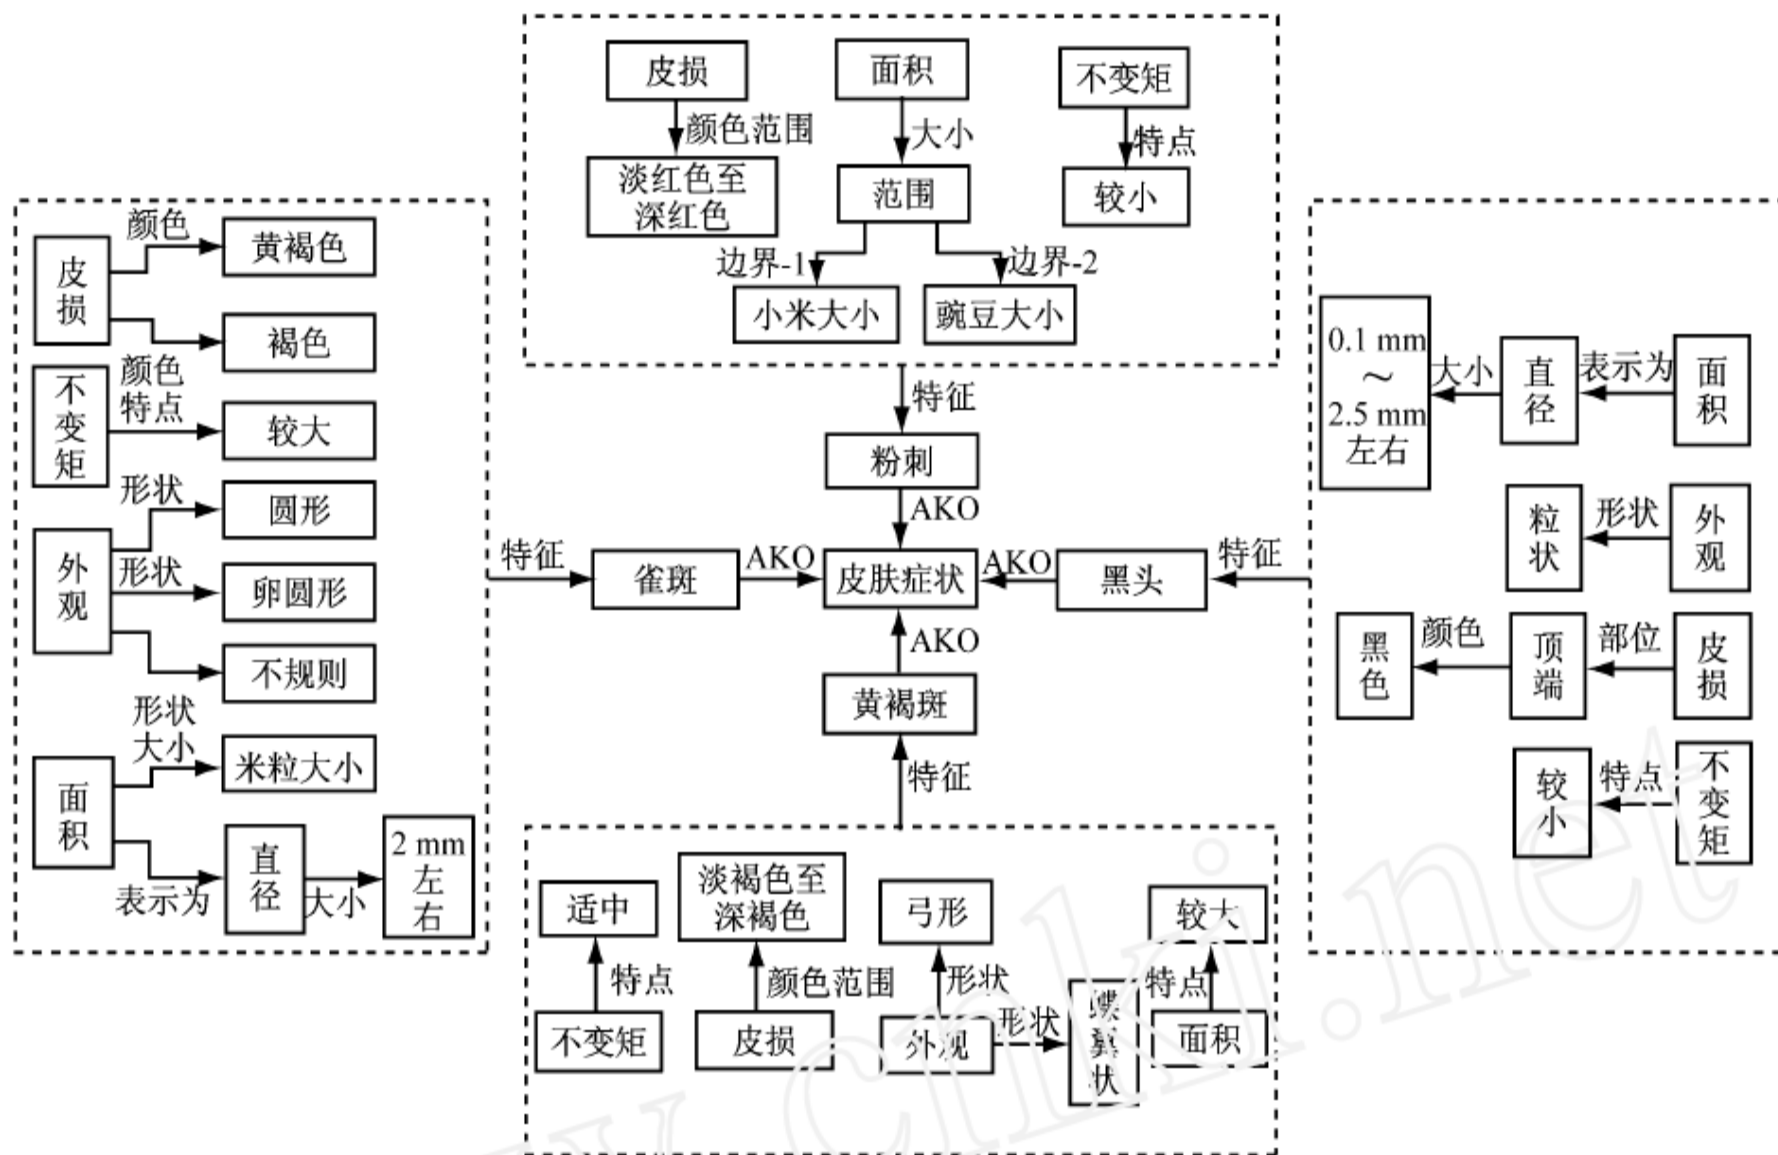 皮损
面积
不变矩
颜色范围
大小
特点
淡红色至
深红色
范围
较小
边界-1
边界-2
小米大小
豌豆大小
特征
粉刺
AKO
皮损
颜色
黄褐色
褐色
不变矩
颜色
特点
较大
外观
形状
圆形
形状
卵圆形
不规则
面积
形状
大小
米粒大小
表示为
直径
大小
2 mm
左
右
特征
雀斑
AKO
皮肤症状
AKO
黑头
特征
0.1 mm
~
2.5 mm
左右
大小
直径
表示为
面积
粒状
形状
外观
黑色
颜色
顶端
部位
皮损
较小
特点
不变矩
AKO
黄褐斑
特征
适中
淡褐色至
深褐色
弓形
较大
特点
颜色范围
形状
特点
不变矩
皮损
外观
形状
蝶翼状
面积
cnki.net